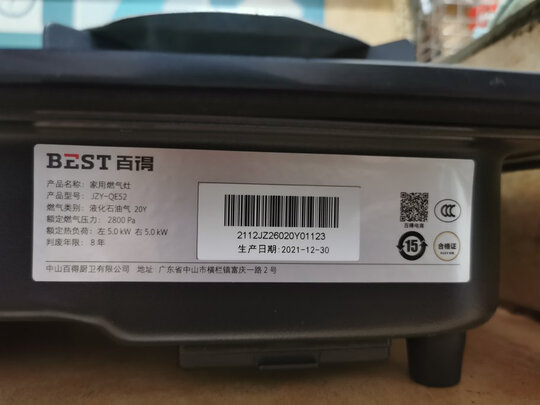 BEST 百得
产品名称: 家用燃气灶
产品型号: JZY-QE52
燃气类别: 液化石油气 20Y
额定燃气压力: 2800 Pa
额定热负荷: 左 5.0 kW 右 5.0 kW
判废年限: 8 年
2112JZ26020Y01123
生产日期:2021-12-30
百得电商
15
合格证
中山百得厨卫有限公司 地址: 广东省中山市横栏镇富庆一路 2 号